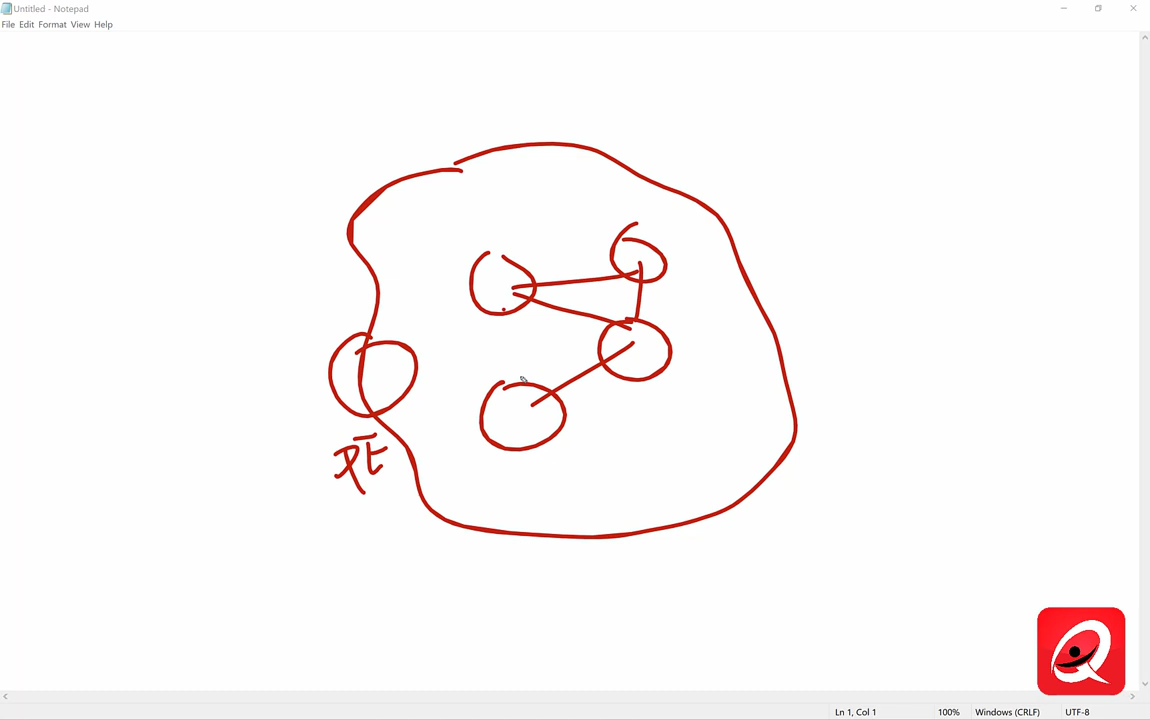 Untitled - Notepad
File Edit Format View Help
PE
Ln 1, Col 1 100% Windows (CRLF) UTF-8